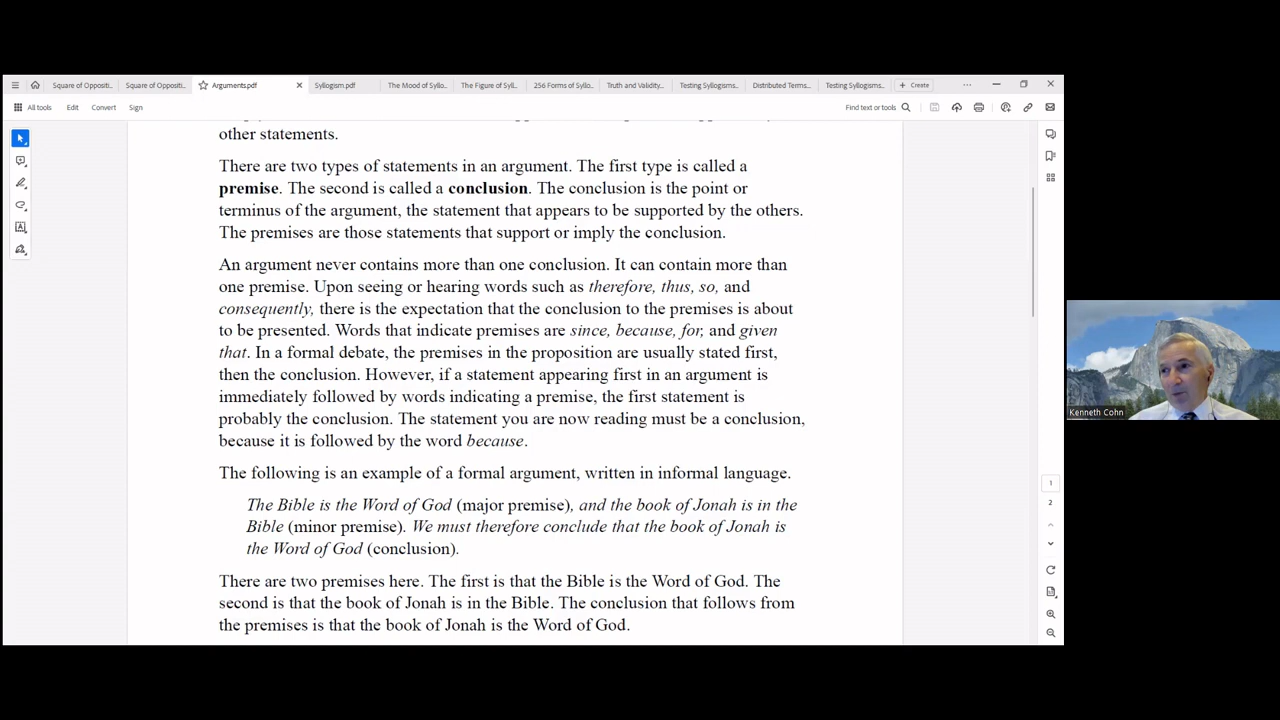 Square of Oppositi...
Square of Oppositi...
Arguments.pdf
Syllogism.pdf
The Mood of Syllo...
The Figure of Syll...
256 Forms of Syllo...
Truth and Validity...
Testing Syllogisms...
Distributed Terms...
Testing Syllogisms...
+ Create
All tools Edit Convert Sign
Find text or tools
other statements.
There are two types of statements in an argument. The first type is called a
premise. The second is called a conclusion. The conclusion is the point or
terminus of the argument, the statement that appears to be supported by the others.
The premises are those statements that support or imply the conclusion.
An argument never contains more than one conclusion. It can contain more than
one premise. Upon seeing or hearing words such as therefore, thus, so, and
consequently, there is the expectation that the conclusion to the premises is about
to be presented. Words that indicate premises are since, because, for, and given
that. In a formal debate, the premises in the proposition are usually stated first,
then the conclusion. However, if a statement appearing first in an argument is
immediately followed by words indicating a premise, the first statement is
probably the conclusion. The statement you are now reading must be a conclusion,
because it is followed by the word because.
The following is an example of a formal argument, written in informal language.
The Bible is the Word of God (major premise), and the book of Jonah is in the
Bible (minor premise). We must therefore conclude that the book of Jonah is
the Word of God (conclusion).
There are two premises here. The first is that the Bible is the Word of God. The
second is that the book of Jonah is in the Bible. The conclusion that follows from
the premises is that the book of Jonah is the Word of God.
1
2
Kenneth Cohn